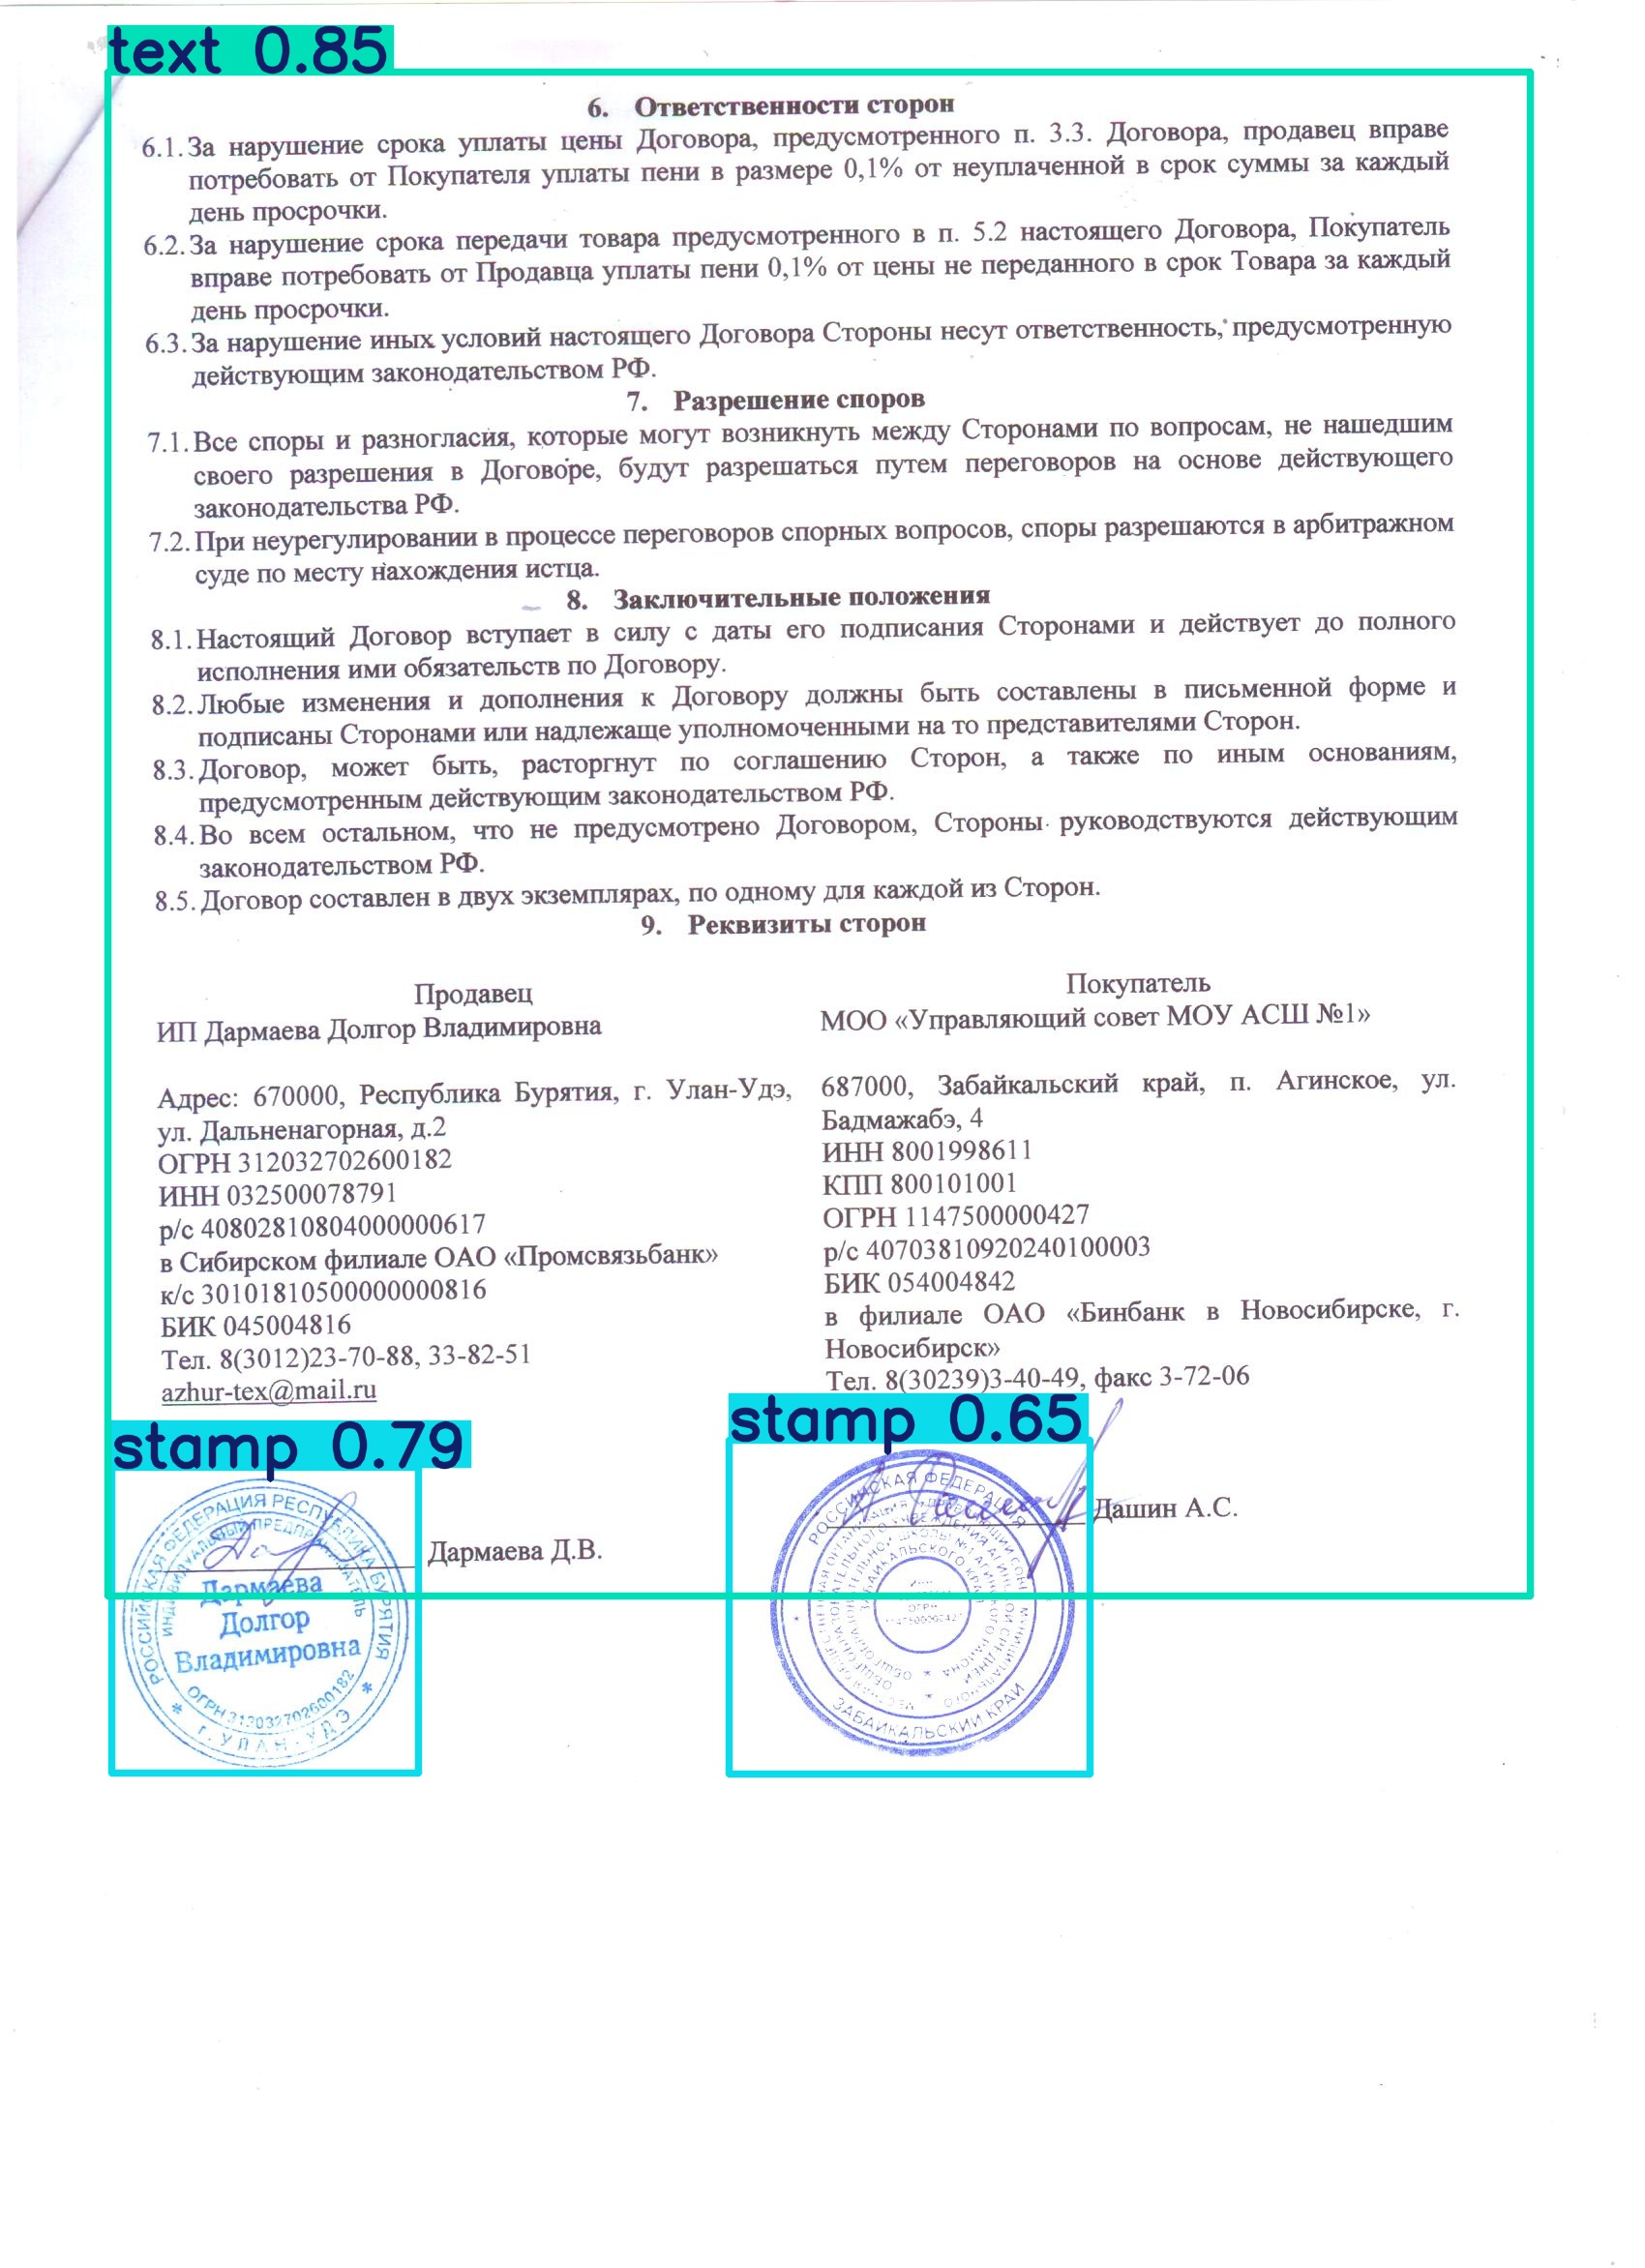 text 0.85
6. Ответственности сторон
6.1. За нарушение срока уплаты цены Договора, предусмотренного п. 3.3. Договора, продавец вправе
потребовать от Покупателя уплаты пени в размере 0,1% от неуплаченной в срок суммы за каждый
день просрочки.
6.2. За нарушение срока передачи товара предусмотренного в п. 5.2 настоящего Договора, Покупатель
вправе потребовать от Продавца уплаты пени 0,1% от цены не переданного в срок Товара за каждый
день просрочки.
6.3. За нарушение иных условий настоящего Договора Стороны несут ответственность, предусмотренную
действующим законодательством РФ.
7. Разрешение споров
7.1. Все споры и разногласия, которые могут возникнуть между Сторонами по вопросам, не нашедшим
своего разрешения в Договоре, будут разрешаться путем переговоров на основе действующего
законодательства РФ.
7.2. При неурегулировании в процессе переговоров спорных вопросов, споры разрешаются в арбитражном
суде по месту нахождения истца.
8. Заключительные положения
8.1. Настоящий Договор вступает в силу с даты его подписания Сторонами и действует до полного
исполнения ими обязательств по Договору.
8.2. Любые изменения и дополнения к Договору должны быть составлены в письменной форме и
подписаны Сторонами или надлежаще уполномоченными на то представителями Сторон.
8.3. Договор, может быть, расторгнут по соглашению Сторон, а также по иным основаниям,
предусмотренным действующим законодательством РФ.
8.4. Во всем остальном, что не предусмотрено Договором, Стороны руководствуются действующим
законодательством РФ.
8.5. Договор составлен в двух экземплярах, по одному для каждой из Сторон.
9. Реквизиты сторон
Продавец
ИП Дармаева Долгор Владимировна
Адрес: 670000, Республика Бурятия, г. Улан-Удэ,
ул. Дальненагорная, д.2
ОГРН 312032702600182
ИНН 032500078791
р/с 40802810804000000617
в Сибирском филиале ОАО «Промсвязьбанк»
к/с 30101810500000000816
БИК 045004816
Тел. 8(3012)23-70-88, 33-82-51
azhur-tex@mail.ru
Покупатель
МОО «Управляющий совет МОУ АСШ №1»
687000, Забайкальский край, п. Агинское, ул.
Бадмажабэ, 4
ИНН 8001998611
КПП 800101001
ОГРН 1147500000427
р/с 40703810920240100003
БИК 054004842
в филиале ОАО «Бинбанк в Новосибирске, г.
Новосибирск»
Тел. 8(30239)3-40-49, факс 3-72-06
stamp 0.79
РОССИЙСКАЯ ФЕДЕРАЦИЯ РЕСПУБЛИКА БУРЯТИЯ
ИНДИВИДУАЛЬНЫЙ ПРЕДПРИНИМАТЕЛЬ
Дармаева
Долгор
Владимировна
ОГРН 312032702600182
г. УЛАН-УДЭ
Дармаева Д.В.
stamp 0.65
РОССИЙСКАЯ ФЕДЕРАЦИЯ
ЗАБАЙКАЛЬСКОГО КРАЯ
ОГРН
ЗАБАЙКАЛЬСКИЙ КРАЙ
Дашин А.С.